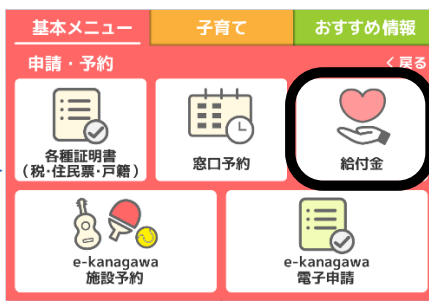 基本メニュー
子育て
おすすめ情報
申請・予約
く戻る
各種証明書
(税・住民票・戸籍)
窓口予約
給付金
e-kanagawa
施設予約
e-kanagawa
電子申請